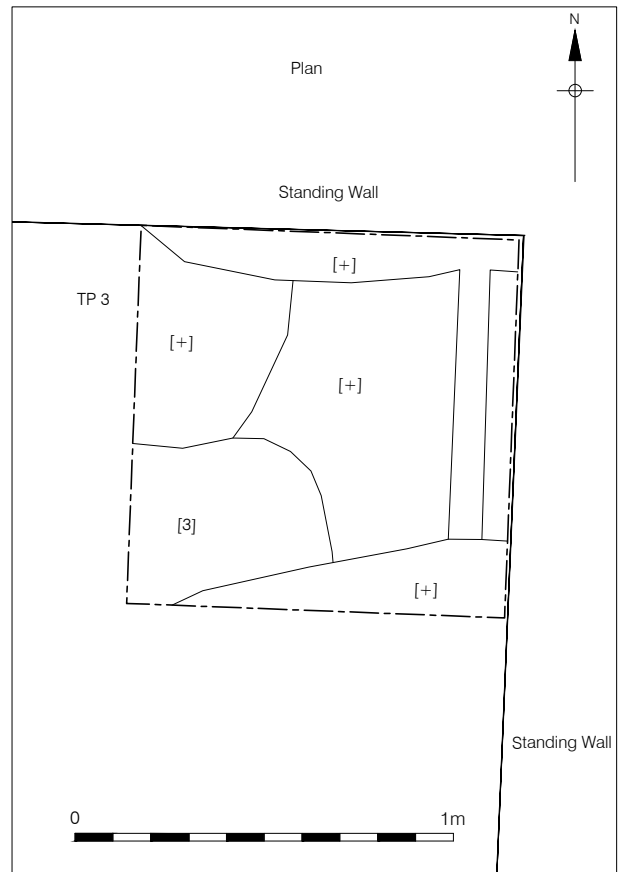 N
Plan
Standing Wall
[+]
TP 3
[+]
[+]
[3]
[+]
Standing Wall
0 1m